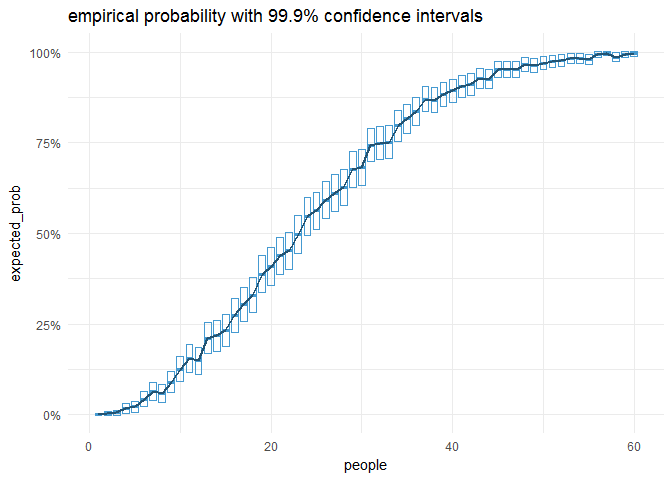 empirical probability with 99.9% confidence intervals
100%
75%
50%
25%
0%
expected_prob
0 20 40 60
people